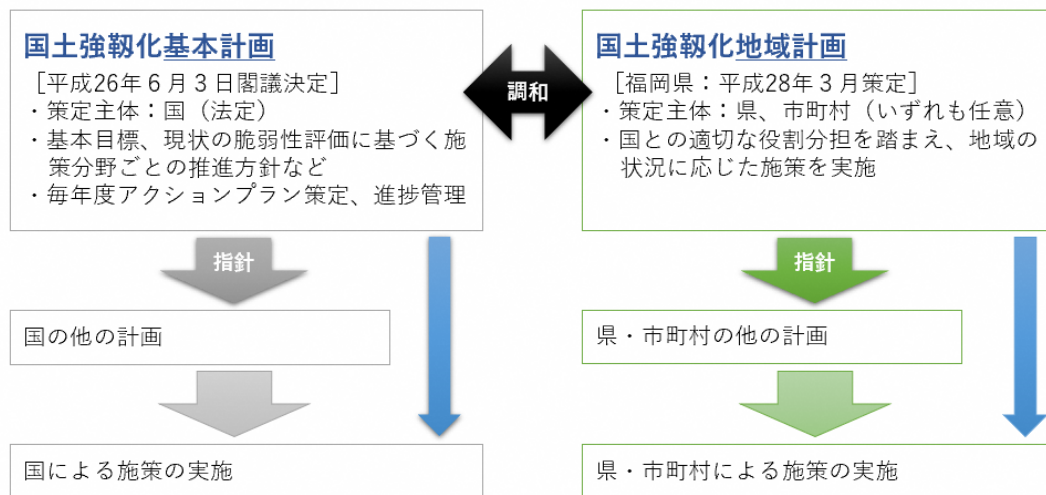 国土強靱化基本計画
［平成26年６月３日閣議決定］
・策定主体：国（法定）
・基本目標、現状の脆弱性評価に基づく施
策分野ごとの推進方針など
・毎年度アクションプラン策定、進捗管理
調和
国土強靱化地域計画
［福岡県：平成28年３月策定］
・策定主体：県、市町村（いずれも任意）
・国との適切な役割分担を踏まえ、地域の
状況に応じた施策を実施
指針
指針
国の他の計画
県・市町村の他の計画
国による施策の実施
県・市町村による施策の実施